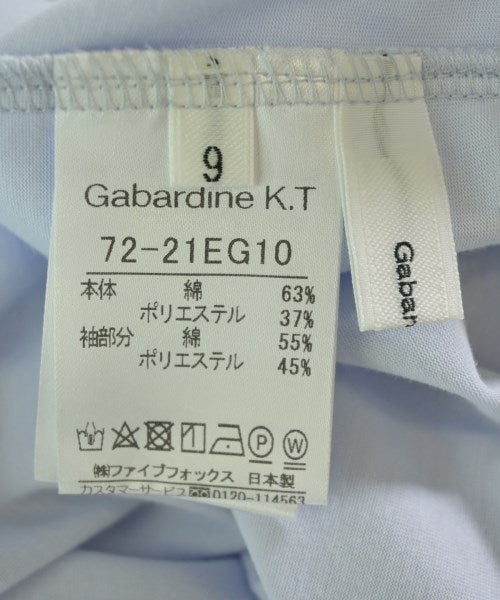 9
Gabardine K.T
72-21EG10
本体 綿 63%
ポリエステル 37%
袖部分 綿 55%
ポリエステル 45%
P W
㈱ファイブフォックス 日本製
カスタマーサービス 0120-114563
Gabar